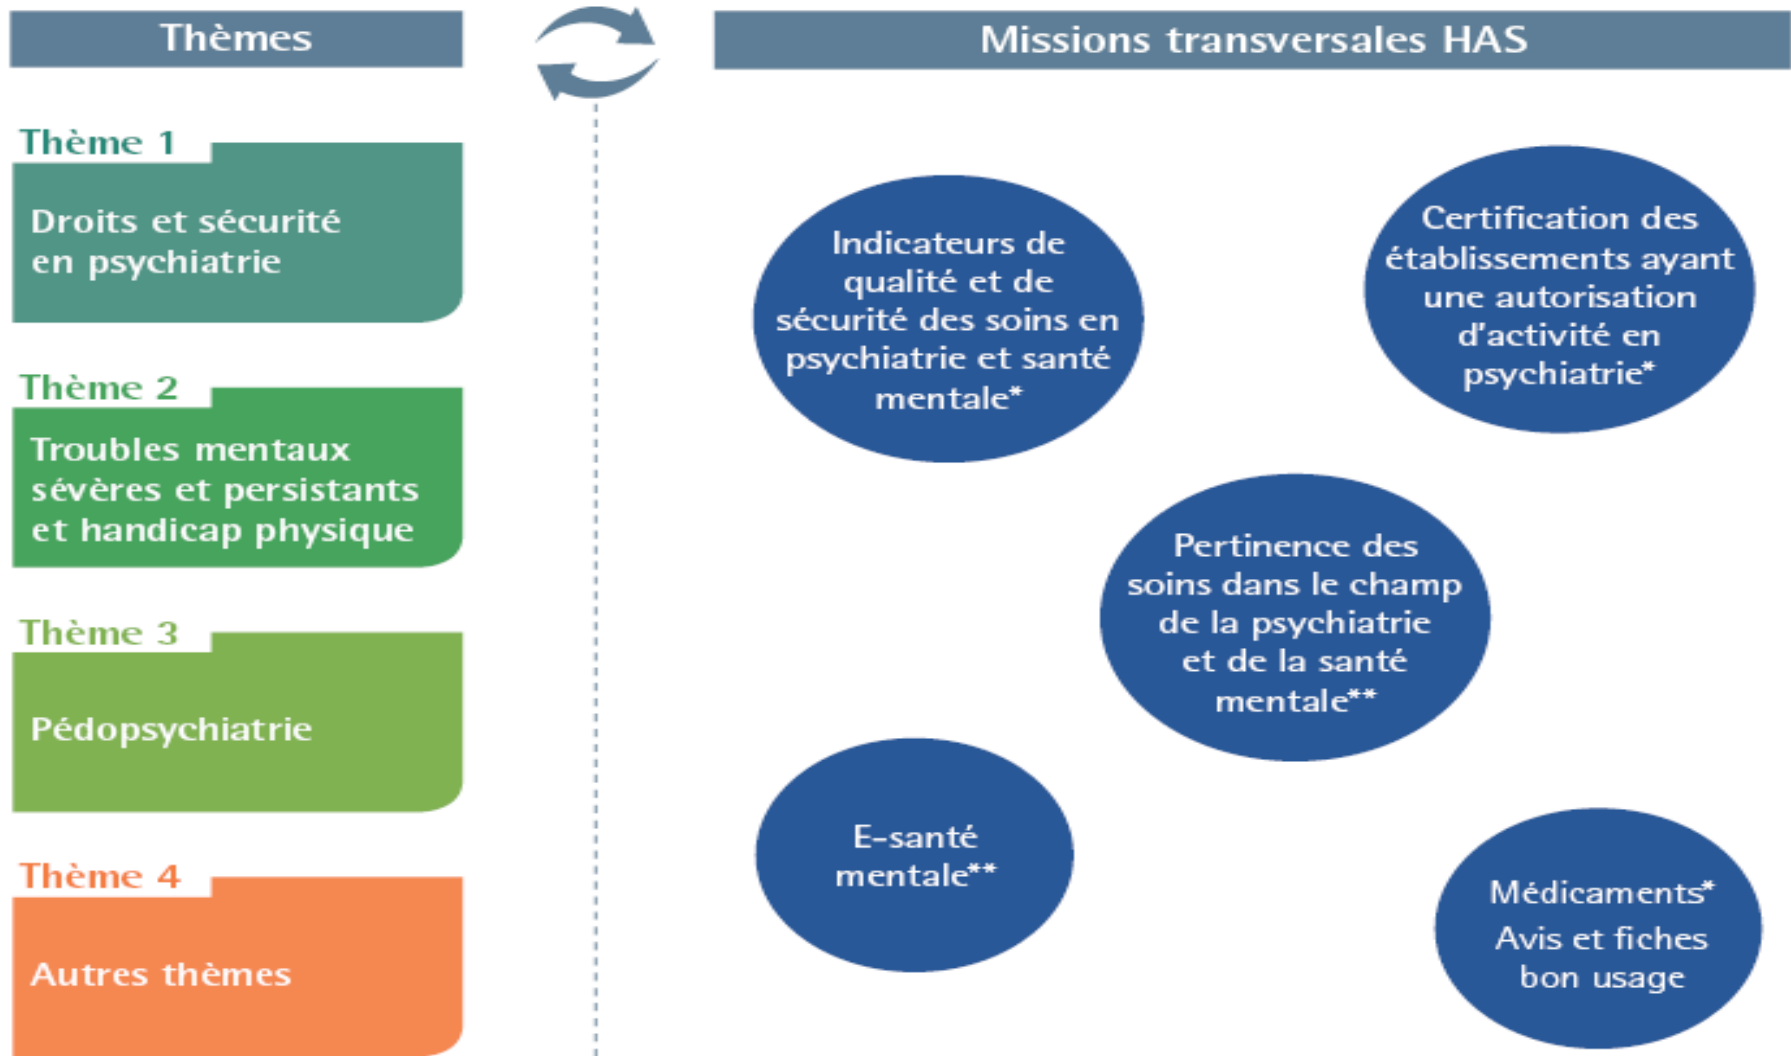 Thèmes
Missions transversales HAS
Thème 1
Droits et sécurité
en psychiatrie
Thème 2
Troubles mentaux
sévères et persistants
et handicap physique
Thème 3
Pédopsychiatrie
Thème 4
Autres thèmes
Indicateurs de
qualité et de
sécurité des soins en
psychiatrie et santé
mentale*
Certification des
établissements ayant
une autorisation
d'activité en
psychiatrie*
Pertinence des
soins dans le champ
de la psychiatrie
et de la santé
mentale**
E-santé
mentale**
Médicaments*
Avis et fiches
bon usage